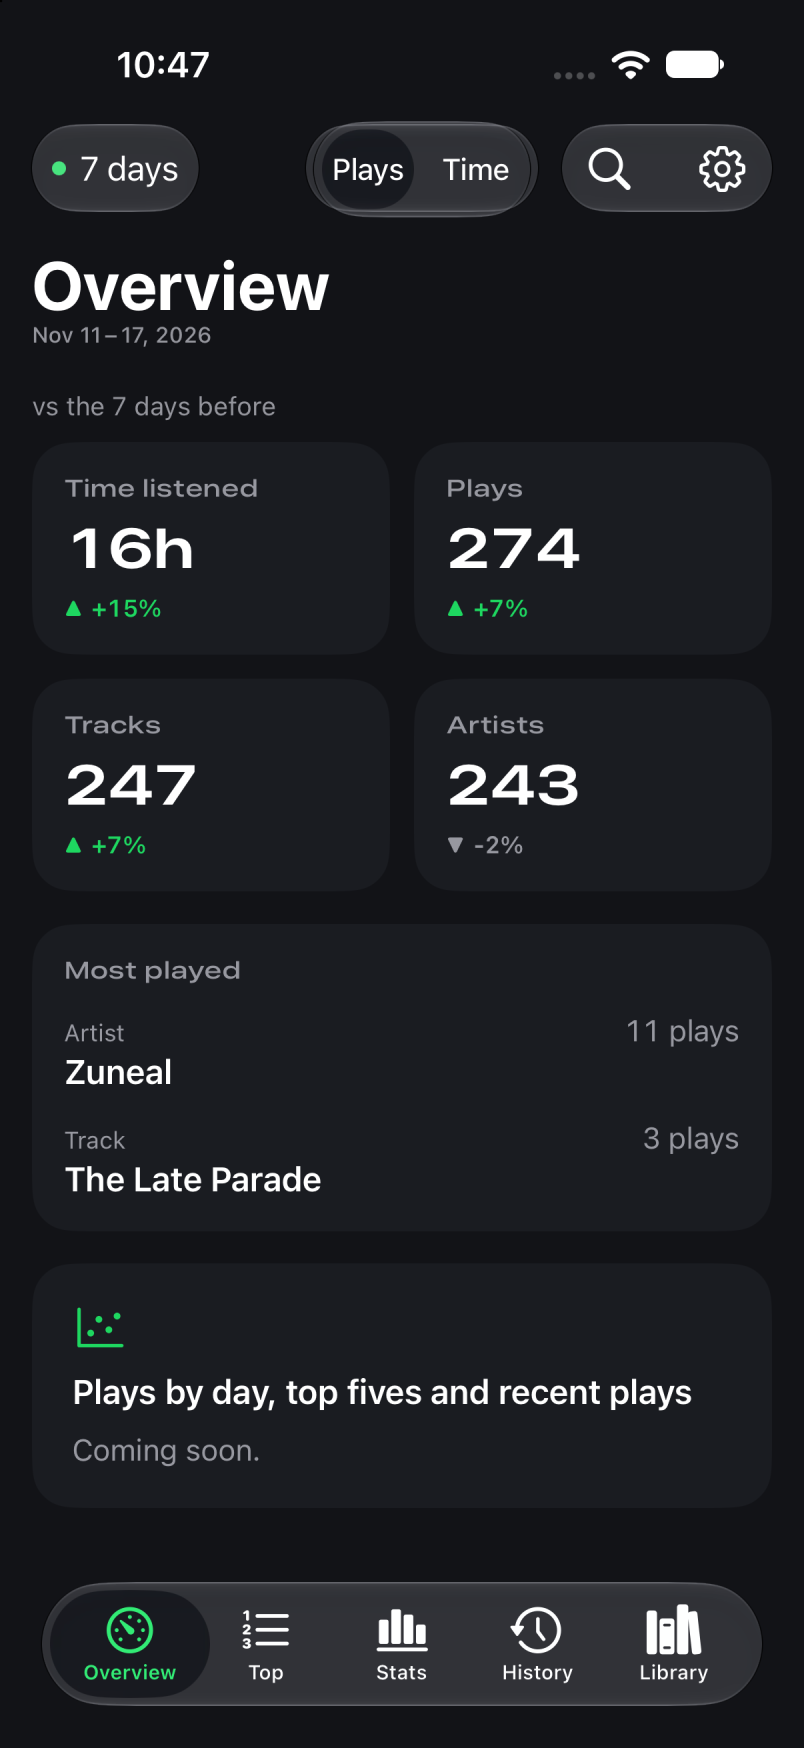 10:47
7 days
Plays Time
Overview
Nov 11–17, 2026
vs the 7 days before
Time listened
16h
▲ +15%
Plays
274
▲ +7%
Tracks
247
▲ +7%
Artists
243
▼ -2%
Most played
Artist
11 plays
Zuneal
Track
3 plays
The Late Parade
Plays by day, top fives and recent plays
Coming soon.
1
2
3
Overview Top Stats History Library